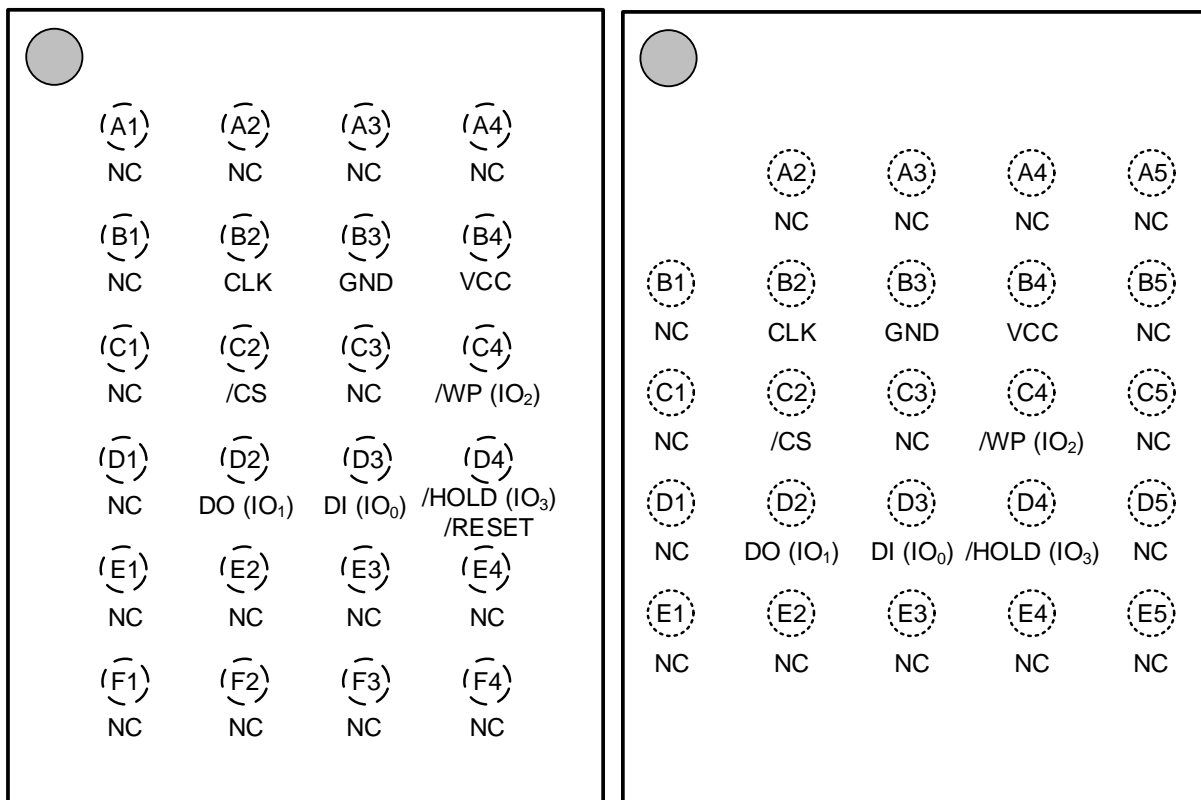 A1 A2 A3 A4
NC NC NC NC
B1 B2 B3 B4
NC CLK GND VCC
C1 C2 C3 C4
NC /CS NC /WP (IO₂)
D1 D2 D3 D4
NC DO (IO₁) DI (IO₀) /HOLD (IO₃)
/RESET
E1 E2 E3 E4
NC NC NC NC
F1 F2 F3 F4
NC NC NC NC
A2 A3 A4 A5
NC NC NC NC
B1 B2 B3 B4 B5
NC CLK GND VCC NC
C1 C2 C3 C4 C5
NC /CS NC /WP (IO₂) NC
D1 D2 D3 D4 D5
NC DO (IO₁) DI (IO₀) /HOLD (IO₃) NC
E1 E2 E3 E4 E5
NC NC NC NC NC